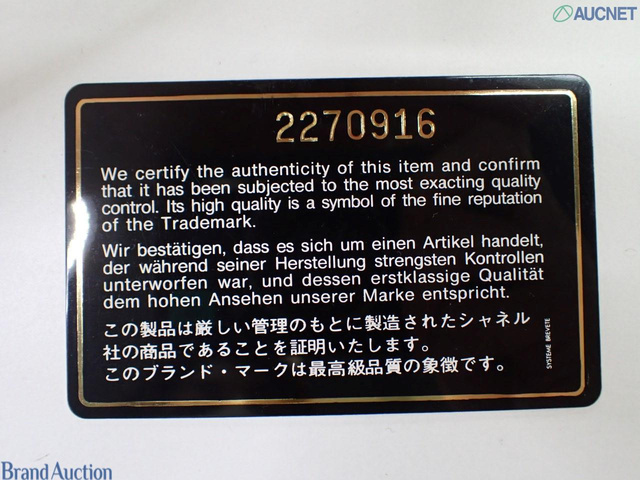 AUCNET
2270916
We certify the authenticity of this item and confirm
that it has been subjected to the most exacting quality
control. Its high quality is a symbol of the fine reputation
of the Trademark.
Wir bestätigen, dass es sich um einen Artikel handelt,
der während seiner Herstellung strengsten Kontrollen
unterworfen war, und dessen erstklassige Qualität
dem hohen Ansehen unserer Marke entspricht.
この製品は厳しい管理のもとに製造されたシャネル
社の商品であることを証明いたします。
このブランド・マークは最高級品質の象徴です。
SYSTEME BREVETE
Brand Auction